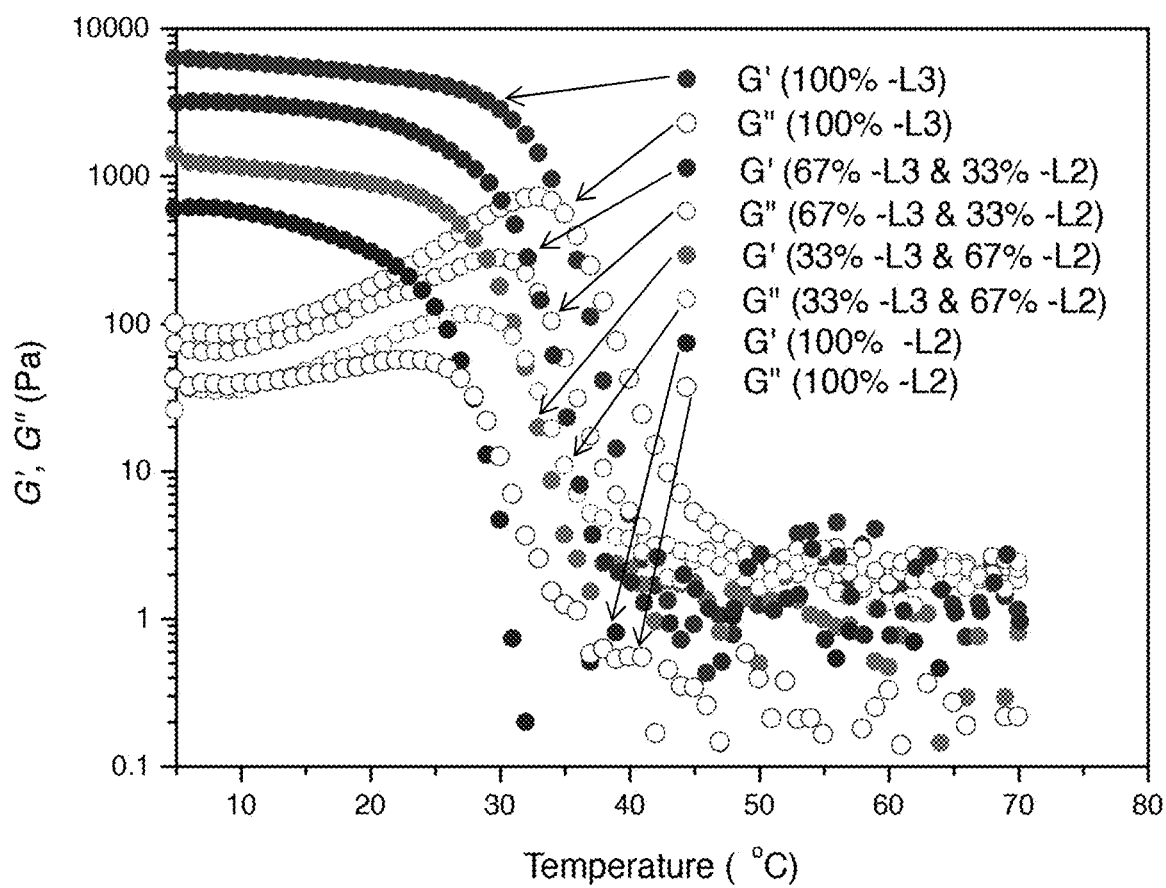 10000
1000
100
10
1
0.1
G', G" (Pa)
G' (100% -L3)
G" (100% -L3)
G' (67% -L3 & 33% -L2)
G" (67% -L3 & 33% -L2)
G' (33% -L3 & 67% -L2)
G" (33% -L3 & 67% -L2)
G' (100% -L2)
G" (100% -L2)
10 20 30 40 50 60 70 80
Temperature ( °C)